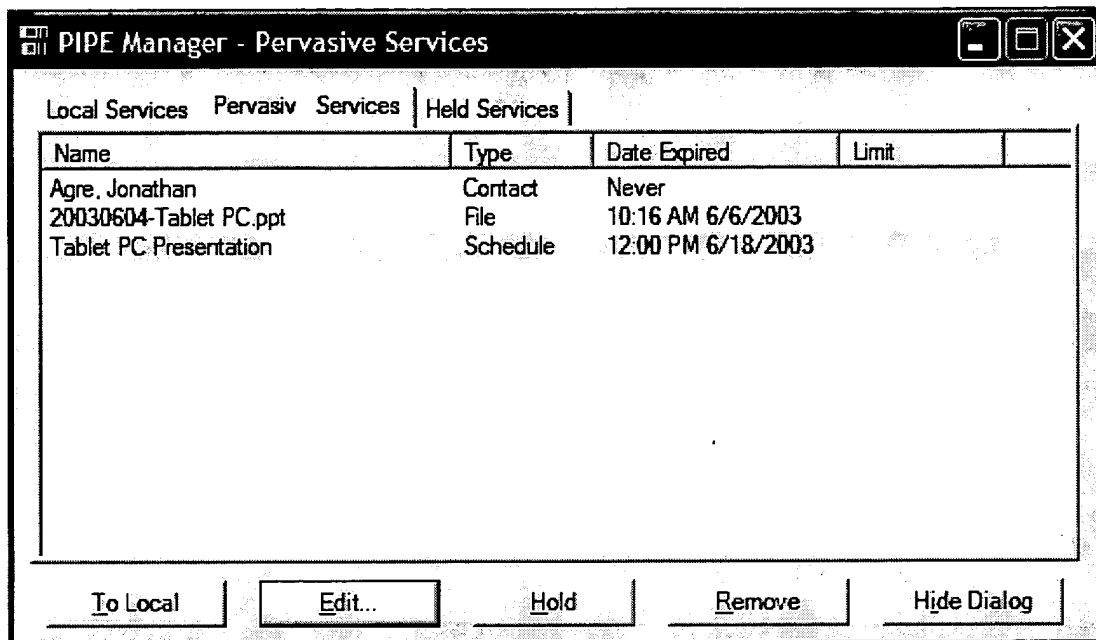 PIPE Manager - Pervasive Services
Local Services Pervasiv Services Held Services
Name Type Date Expired Limit
Agre, Jonathan Contact Never
20030604-Tablet PC.ppt File 10:16 AM 6/6/2003
Tablet PC Presentation Schedule 12:00 PM 6/18/2003
To Local Edit... Hold Remove Hide Dialog